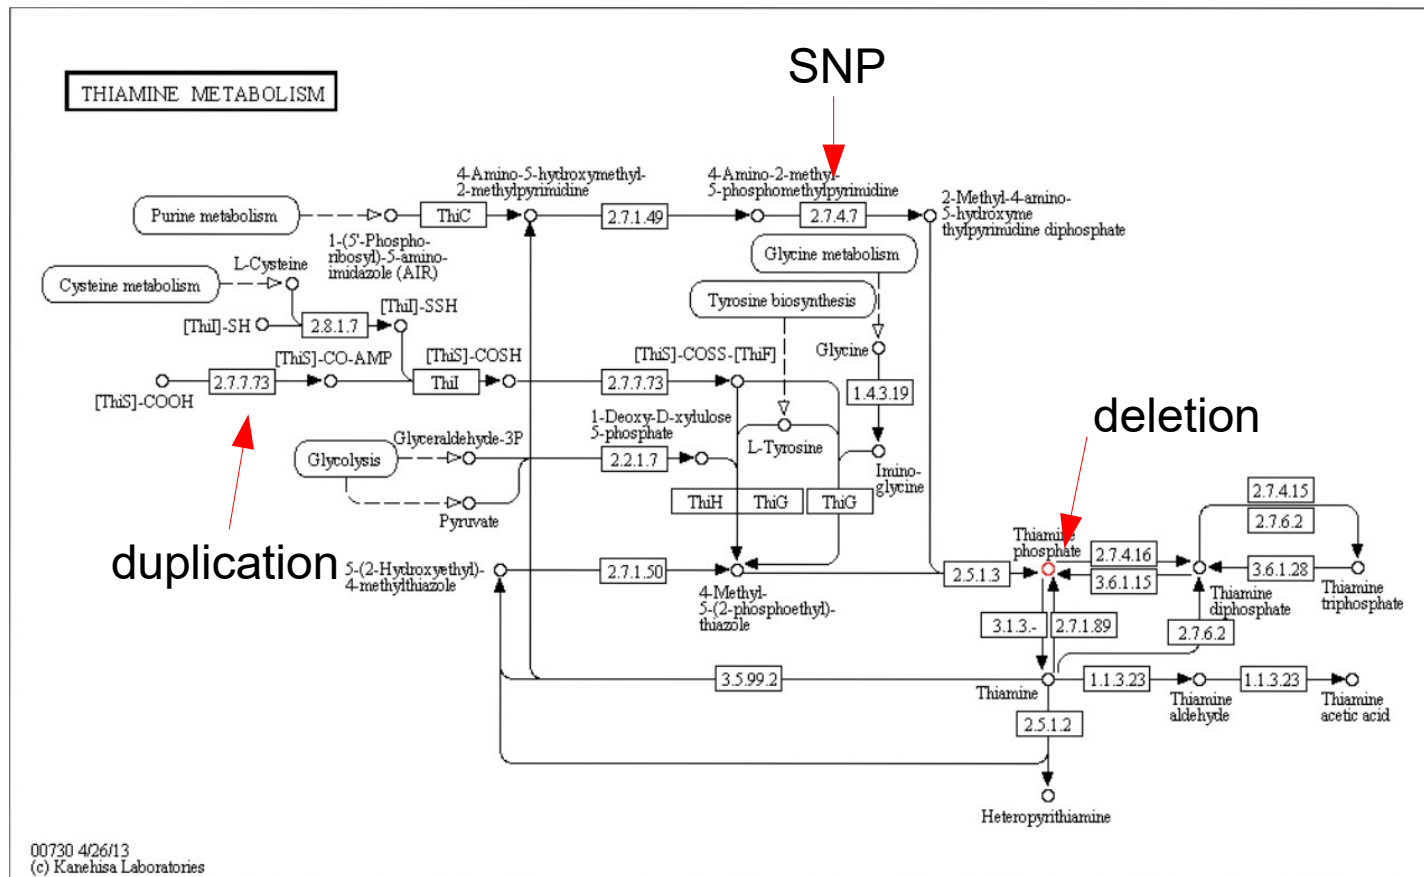 SNP
THIAMINE METABOLISM
4-Amino-5-hydroxymethyl-
2-methylpyrimidine
4-Amino-2-methyl-
5-phosphomethylpyrimidine
2-Methyl-4-amino-
5-hydroxyme
thylpyrimidine diphosphate
Purine metabolism
ThiC
2.7.1.49
2.7.4.7
1-(5'-Phospho-
ribosyl)-5-amino-
imidazole (AIR)
Glycine metabolism
L-Cysteine
Cysteine metabolism
Tyrosine biosynthesis
[ThiI]-SSH
[ThiI]-SH
2.8.1.7
Glycine
[ThiS]-CO-AMP
[ThiS]-COSH
[ThiS]-COSS-[ThiF]
2.7.7.73
ThiI
2.7.7.73
1.4.3.19
[ThiS]-COOH
deletion
1-Deoxy-D-xylulose
5-phosphate
Glyceraldehyde-3P
L-Tyrosine
Glycolysis
2.2.1.7
Imino-
glycine
Pyruvate
ThiH
ThiG
ThiG
2.7.4.15
2.7.6.2
duplication
Thiamine
phosphate
2.7.4.16
5-(2-Hydroxyethyl)-
4-methylthiazole
2.7.1.50
2.5.1.3
3.6.1.15
3.6.1.28
4-Methyl-
5-(2-phosphoethyl)-
thiazole
Thiamine
diphosphate
Thiamine
triphosphate
3.1.3.-
2.7.1.89
2.7.6.2
3.5.99.2
1.1.3.23
1.1.3.23
Thiamine
Thiamine
aldehyde
Thiamine
acetic acid
2.5.1.2
Heteropyrithiamine
00730 4/26/13
(c) Kanehisa Laboratories